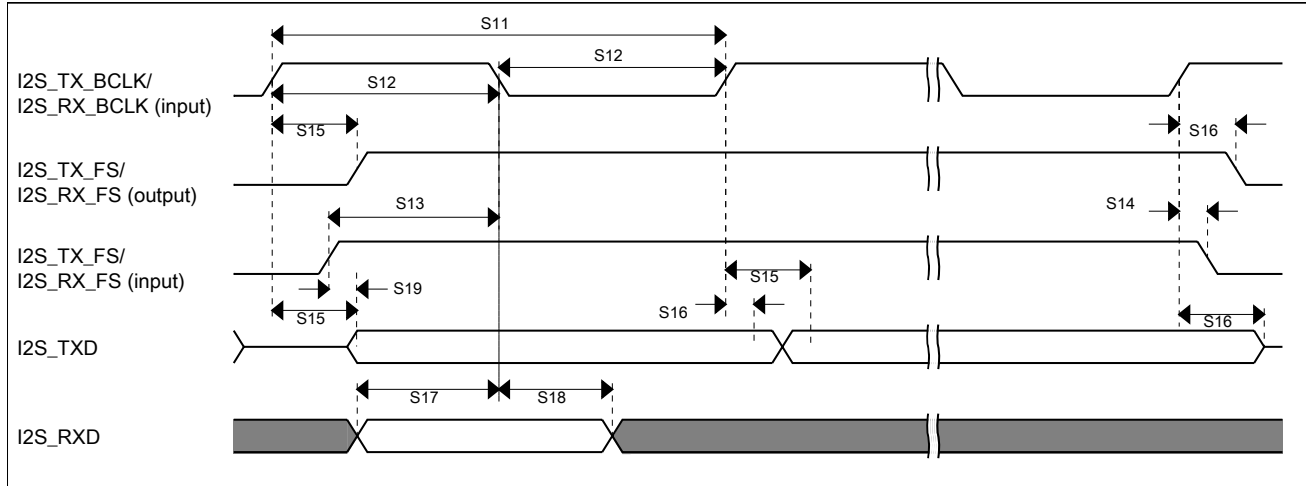 S11
S12
I2S_TX_BCLK/
I2S_RX_BCLK (input)
S12
S15
S16
I2S_TX_FS/
I2S_RX_FS (output)
S13
S14
I2S_TX_FS/
I2S_RX_FS (input)
S15
S19
S16
S15
S16
I2S_TXD
S17
S18
I2S_RXD